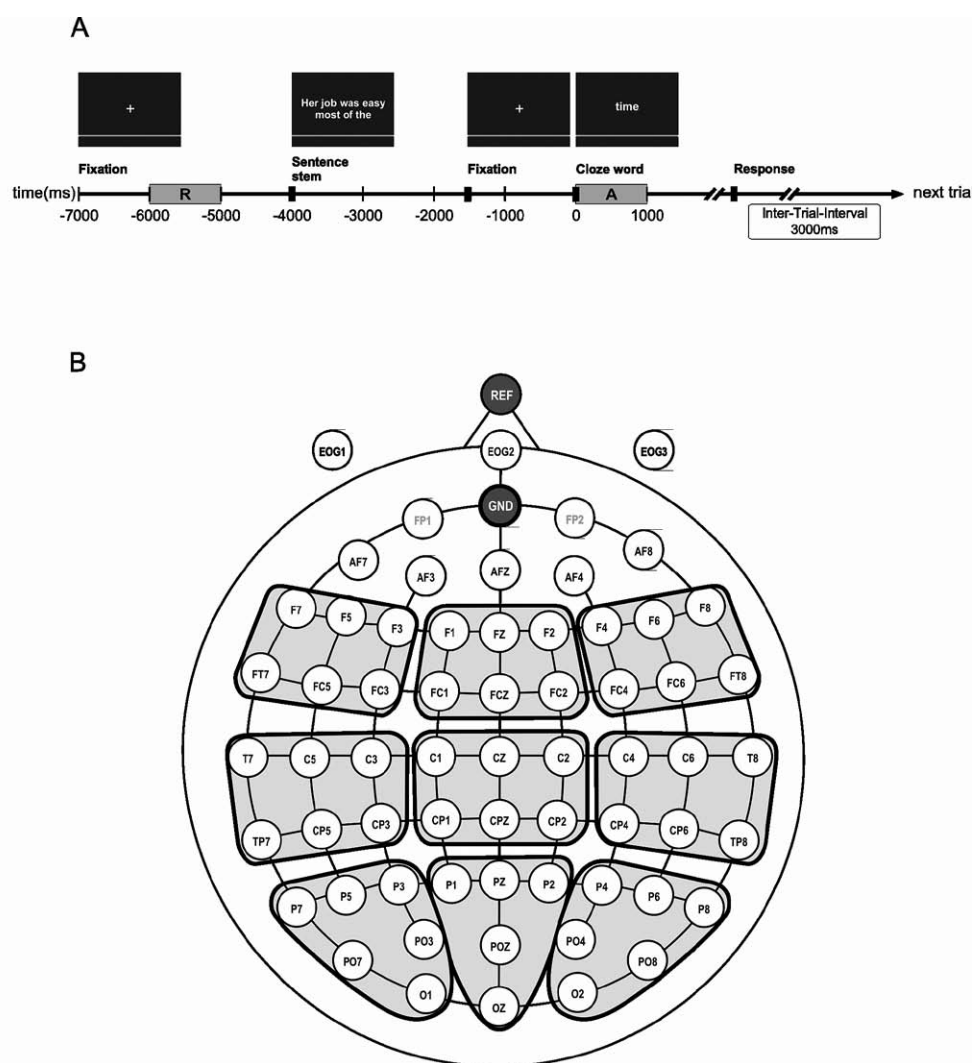 A
+
Her job was easy
most of the
+
time
Fixation
Sentence
stem
Fixation
Cloze word
Response
time(ms)
R
A
next tria
-7000 -6000 -5000 -4000 -3000 -2000 -1000 0 1000
Inter-Trial-Interval
3000ms
B
REF
EOG1 EOG2 EOG3
FP1 GND FP2
AF7 AF3 AFZ AF4 AF8
F7 F5 F3 F1 FZ F2 F4 F6 F8
FT7 FC5 FC3 FC1 FCZ FC2 FC4 FC6 FT8
T7 C5 C3 C1 CZ C2 C4 C6 T8
TP7 CP5 CP3 CP1 CPZ CP2 CP4 CP6 TP8
P7 P5 P3 P1 PZ P2 P4 P6 P8
PO7 PO3 POZ PO4 PO8
O1 OZ O2